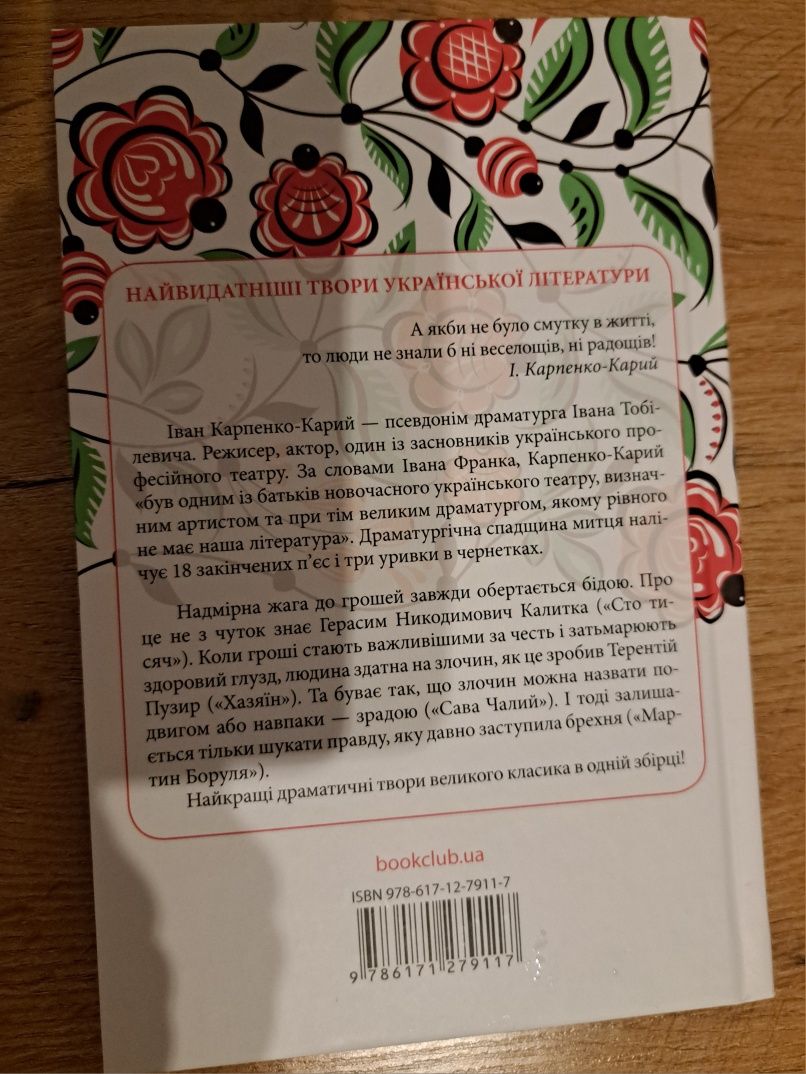 НАЙВИДАТНІШІ ТВОРИ УКРАЇНСЬКОЇ ЛІТЕРАТУРИ
А якби не було смутку в житті,
то люди не знали б ні веселощів, ні радощів!
І. Карпенко-Карий
Іван Карпенко-Карий — псевдонім драматурга Івана Тобі-
левича. Режисер, актор, один із засновників українського про-
фесійного театру. За словами Івана Франка, Карпенко-Карий
«був одним із батьків новочасного українського театру, визнач-
ним артистом та при тім великим драматургом, якому рівного
не має наша література». Драматургічна спадщина митця налі-
чує 18 закінчених п’єс і три уривки в чернетках.
Надмірна жага до грошей завжди обертається бідою. Про
це не з чуток знає Герасим Никодимович Калитка («Сто ти-
сяч»). Коли гроші стають важливішими за честь і затьмарюють
здоровий глузд, людина здатна на злочин, як це зробив Терентій
Пузир («Хазяїн»). Та буває так, що злочин можна назвати по-
двигом або навпаки — зрадою («Сава Чалий»). І тоді залиша-
ється тільки шукати правду, яку давно заступила брехня («Мар-
тин Боруля»).
Найкращі драматичні твори великого класика в одній збірці!
bookclub.ua
ISBN 978-617-12-7911-7
9 786171 279117